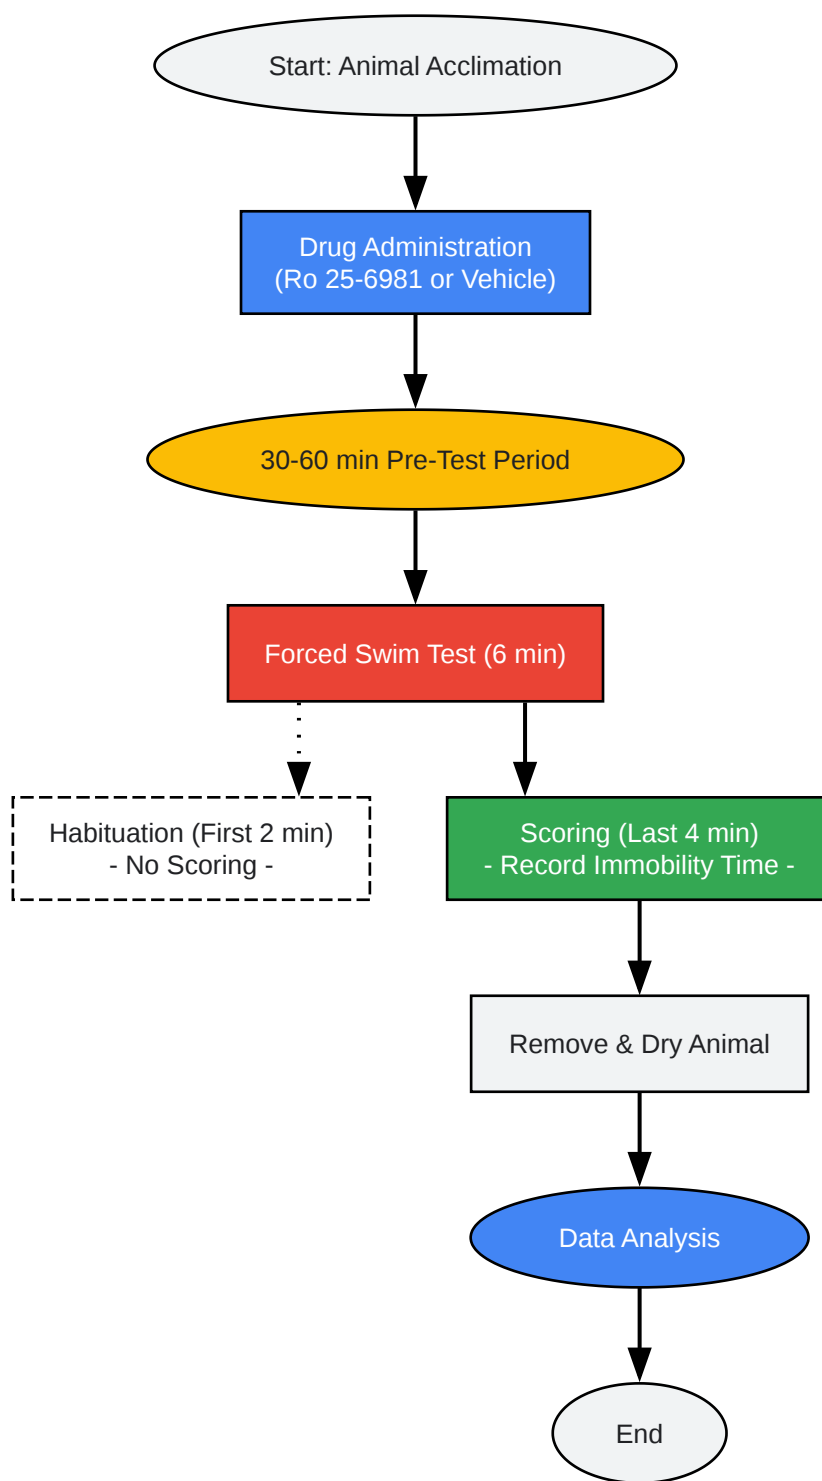 Start: Animal Acclimation
Drug Administration
(Ro 25-6981 or Vehicle)
30-60 min Pre-Test Period
Forced Swim Test (6 min)
Habituation (First 2 min)
- No Scoring -
Scoring (Last 4 min)
- Record Immobility Time -
Remove & Dry Animal
Data Analysis
End